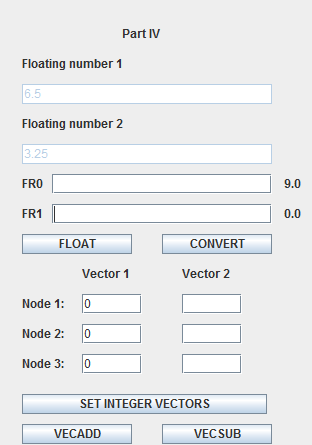 Part IV
Floating number 1
6.5
Floating number 2
3.25
FR0 9.0
FR1 0.0
FLOAT CONVERT
Vector 1 Vector 2
Node 1: 0
Node 2: 0
Node 3: 0
SET INTEGER VECTORS
VECADD VECSUB